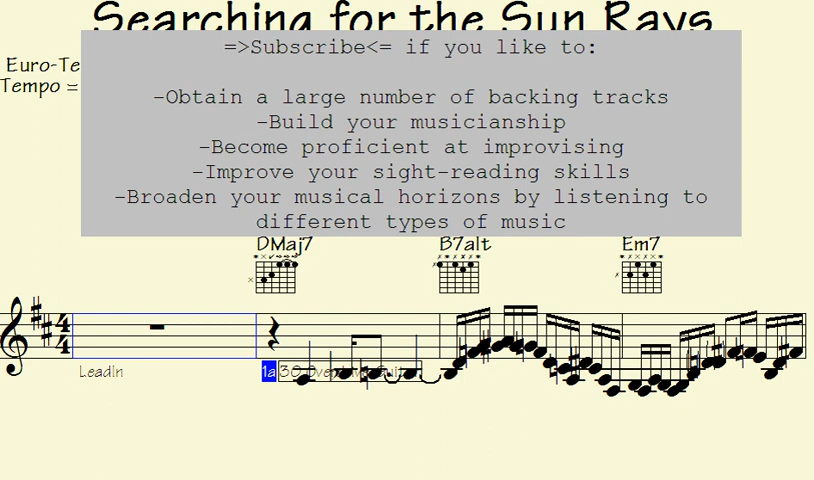 Searching for the Sun Rays
Euro-Te
Tempo =
=>Subscribe<= if you like to:
-Obtain a large number of backing tracks
-Build your musicianship
-Become proficient at improvising
-Improve your sight-reading skills
-Broaden your musical horizons by listening to
different types of music
DMaj7 B7alt Em7
4
4
LeadIn 1a